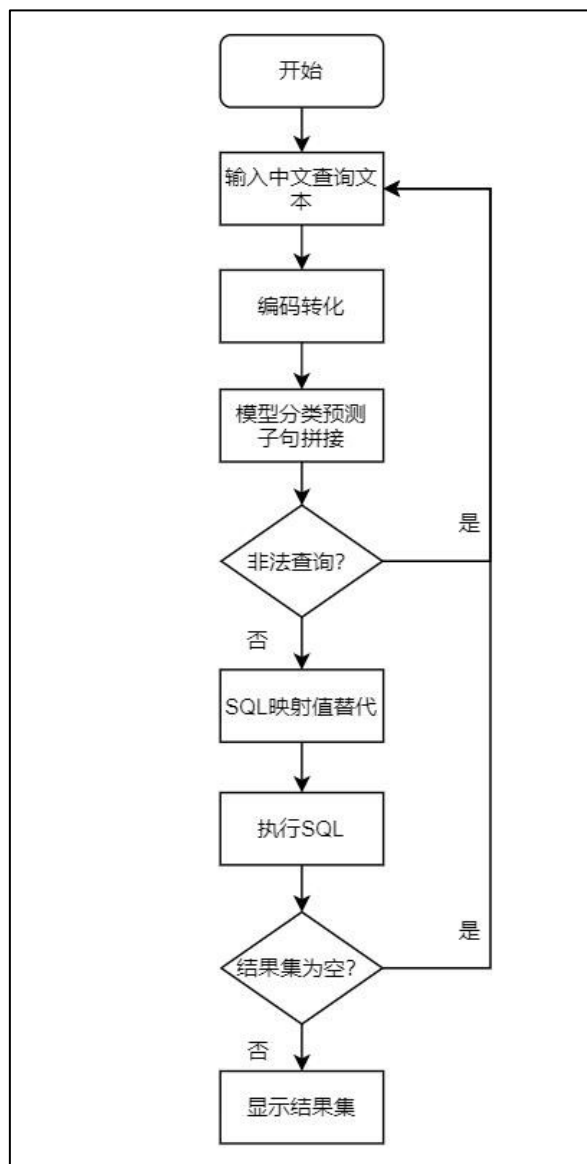 开始
输入中文查询文
本
编码转化
模型分类预测
子句拼接
是
非法查询?
否
SQL映射值替代
执行SQL
是
结果集为空?
否
显示结果集